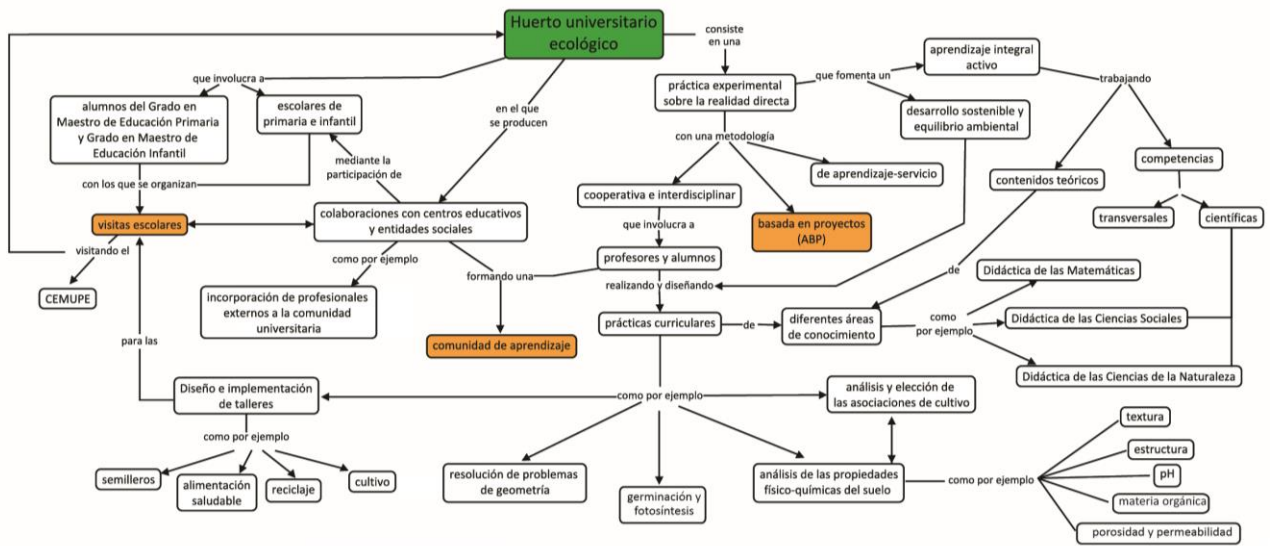 Huerto universitario
ecológico
consiste
en una
aprendizaje integral
activo
que involucra a
práctica experimental
sobre la realidad directa
que fomenta un
trabajando
alumnos del Grado en
Maestro de Educación Primaria
y Grado en Maestro de
Educación Infantil
escolares de
primaria e infantil
en el que
se producen
desarrollo sostenible y
equilibrio ambiental
con una metodología
mediante la
participación de
competencias
de aprendizaje-servicio
contenidos teóricos
con los que se organizan
cooperativa e interdisciplinar
visitas escolares
colaboraciones con centros educativos
y entidades sociales
que involucra a
basada en proyectos
(ABP)
transversales
científicas
visitando el
como por ejemplo
formando una
profesores y alumnos
de
Didáctica de las Matemáticas
CEMUPE
incorporación de profesionales
externos a la comunidad
universitaria
realizando y diseñando
prácticas curriculares
de
diferentes áreas
de conocimiento
como
por ejemplo
Didáctica de las Ciencias Sociales
para las
comunidad de aprendizaje
Didáctica de las Ciencias de la Naturaleza
Diseño e implementación
de talleres
como por ejemplo
análisis y elección de
las asociaciones de cultivo
como por ejemplo
textura
estructura
semilleros
alimentación
saludable
reciclaje
cultivo
resolución de problemas
de geometría
germinación y
fotosíntesis
análisis de las propiedades
físico-químicas del suelo
como por ejemplo
pH
materia orgánica
porosidad y permeabilidad